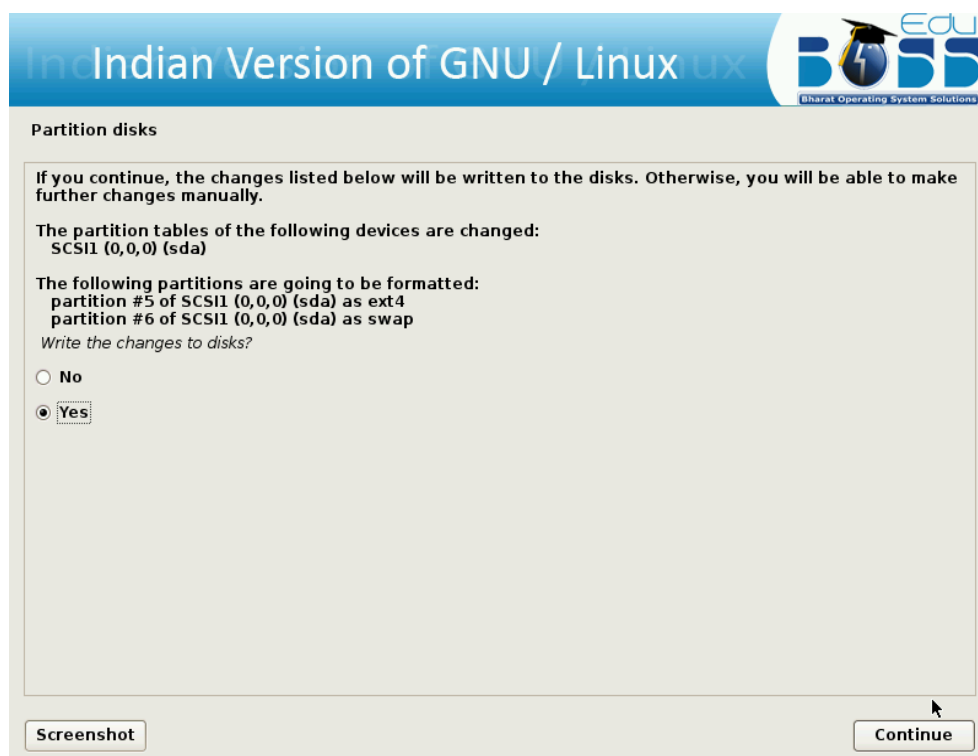 Indian Version of GNU / Linux
Edu
BOSS
Bharat Operating System Solutions
Partition disks
If you continue, the changes listed below will be written to the disks. Otherwise, you will be able to make
further changes manually.
The partition tables of the following devices are changed:
SCSI1 (0,0,0) (sda)
The following partitions are going to be formatted:
partition #5 of SCSI1 (0,0,0) (sda) as ext4
partition #6 of SCSI1 (0,0,0) (sda) as swap
Write the changes to disks?
No
Yes
Screenshot
Continue